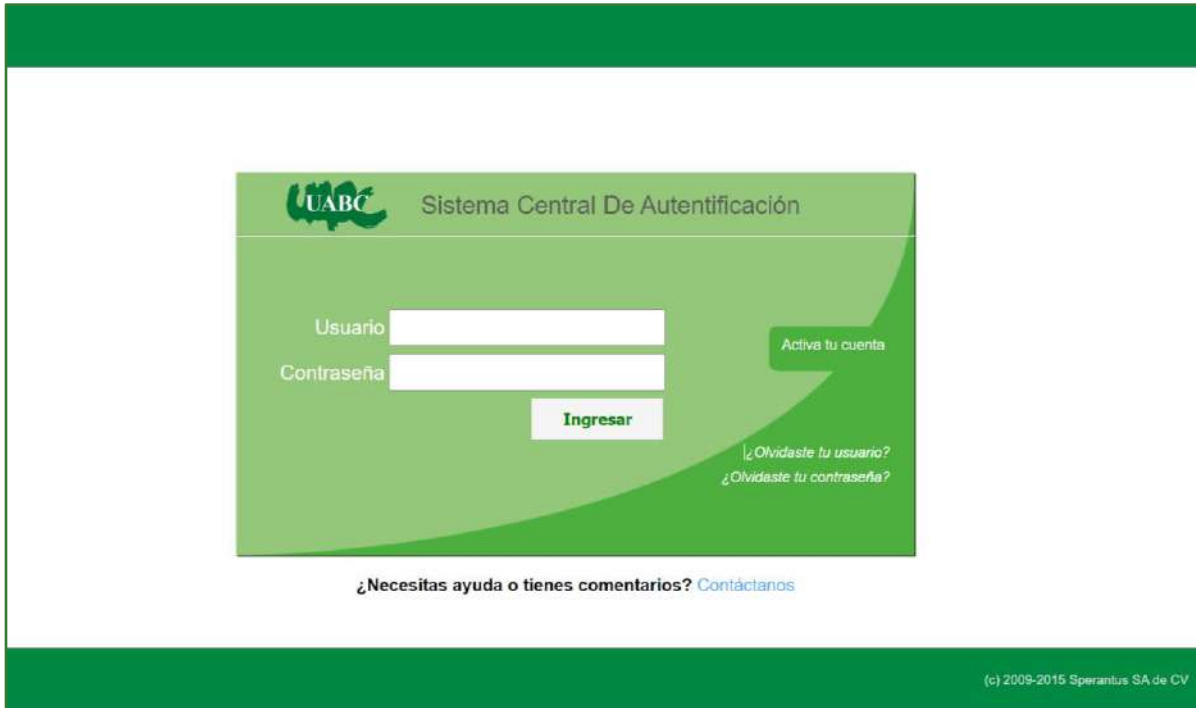 UABC Sistema Central De Autentificación
Usuario
Activa tu cuenta
Contraseña
Ingresar
¿Olvidaste tu usuario?
¿Olvidaste tu contraseña?
¿Necesitas ayuda o tienes comentarios? Contáctanos
(c) 2009-2015 Sperantus SA de CV